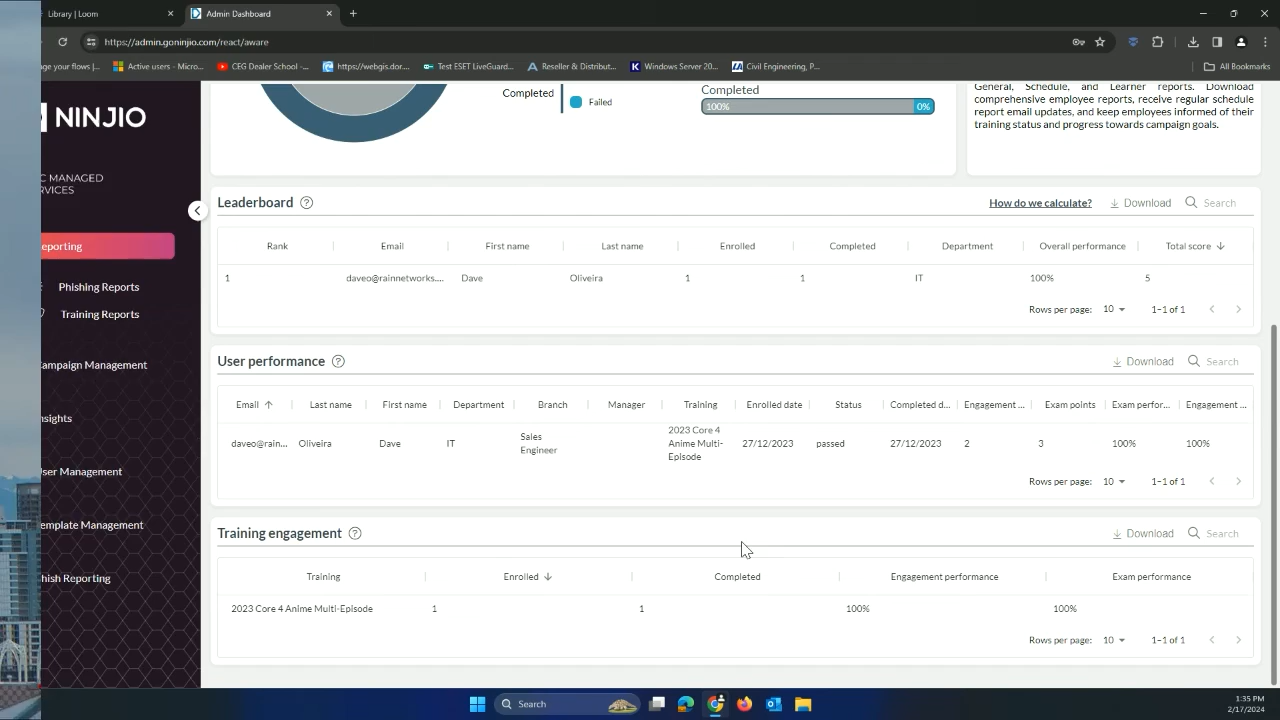 Library | Loom
Admin Dashboard
https://admin.goninjio.com/react/aware
ge your flows |...
Active users - Micro...
CEG Dealer School -...
https://webgis.dor....
Test ESET LiveGuard...
Reseller & Distribut...
Windows Server 20...
Civil Engineering, P...
All Bookmarks
NINJIO
C MANAGED
RVICES
eporting
Phishing Reports
Training Reports
ampaign Management
nsights
ser Management
emplate Management
hish Reporting
Completed
Failed
Completed
100%
0%
General, Schedule, and Learner reports. Download
comprehensive employee reports, receive regular schedule
report email updates, and keep employees informed of their
training status and progress towards campaign goals.
Leaderboard
How do we calculate?
Download
Search
Rank Email First name Last name Enrolled Completed Department Overall performance Total score
1 daveo@rainnetworks.... Dave Oliveira 1 1 IT 100% 5
Rows per page: 10 1–1 of 1
User performance
Download
Search
Email Last name First name Department Branch Manager Training Enrolled date Status Completed d... Engagement ... Exam points Exam perfor... Engagement ...
daveo@rain... Oliveira Dave IT Sales Engineer 2023 Core 4 Anime Multi-Episode 27/12/2023 passed 27/12/2023 2 3 100% 100%
Rows per page: 10 1–1 of 1
Training engagement
Download
Search
Training Enrolled Completed Engagement performance Exam performance
2023 Core 4 Anime Multi-Episode 1 1 100% 100%
Rows per page: 10 1–1 of 1
Search
1:35 PM
2/17/2024